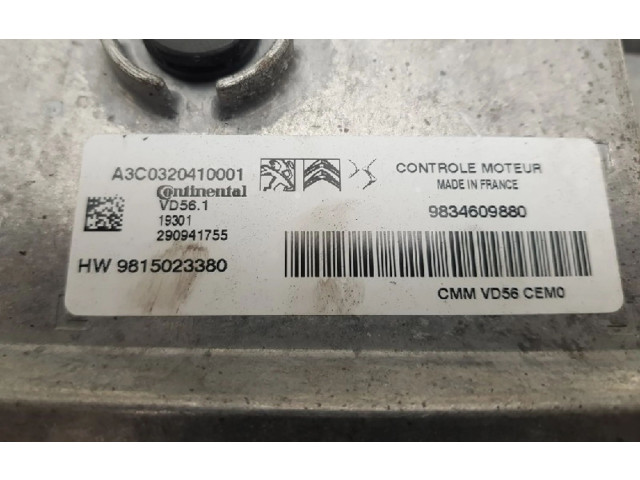 A3C0320410001
Continental
VD56.1
19301
290941755
HW 9815023380
CONTROLE MOTEUR
MADE IN FRANCE
9834609880
CMM VD56 CEM0